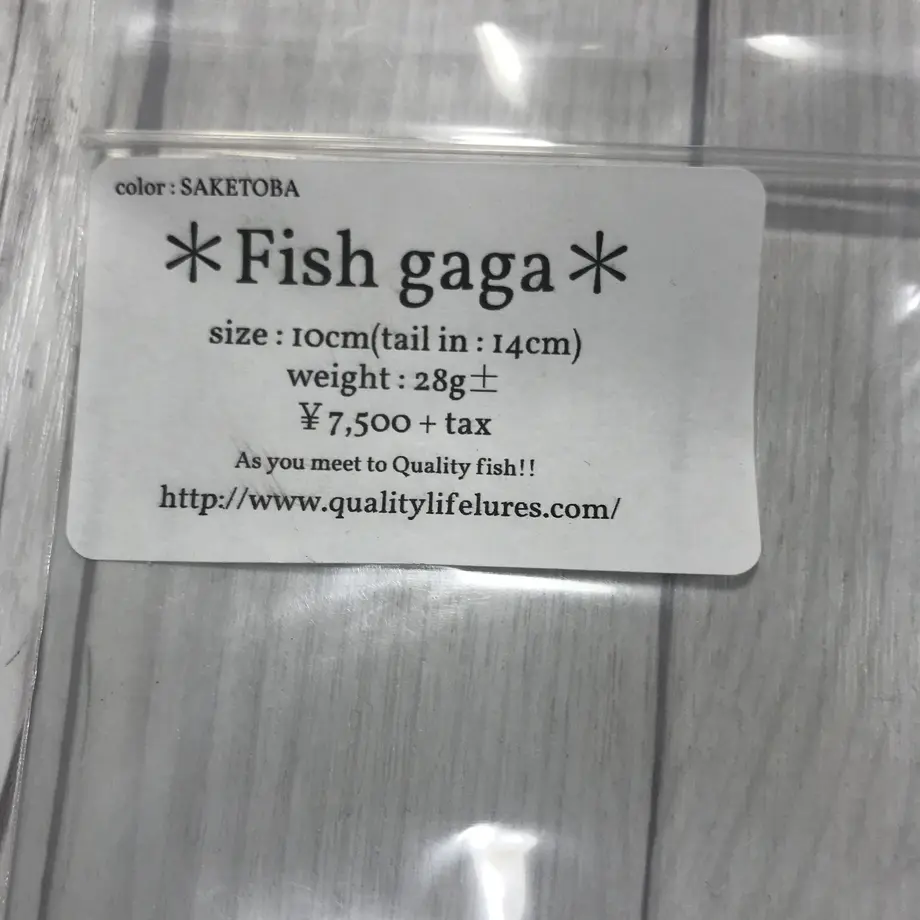 color : SAKETOBA
＊Fish gaga＊
size : 10cm(tail in : 14cm)
weight : 28g±
￥7,500 + tax
As you meet to Quality fish!!
http://www.qualitylifelures.com/